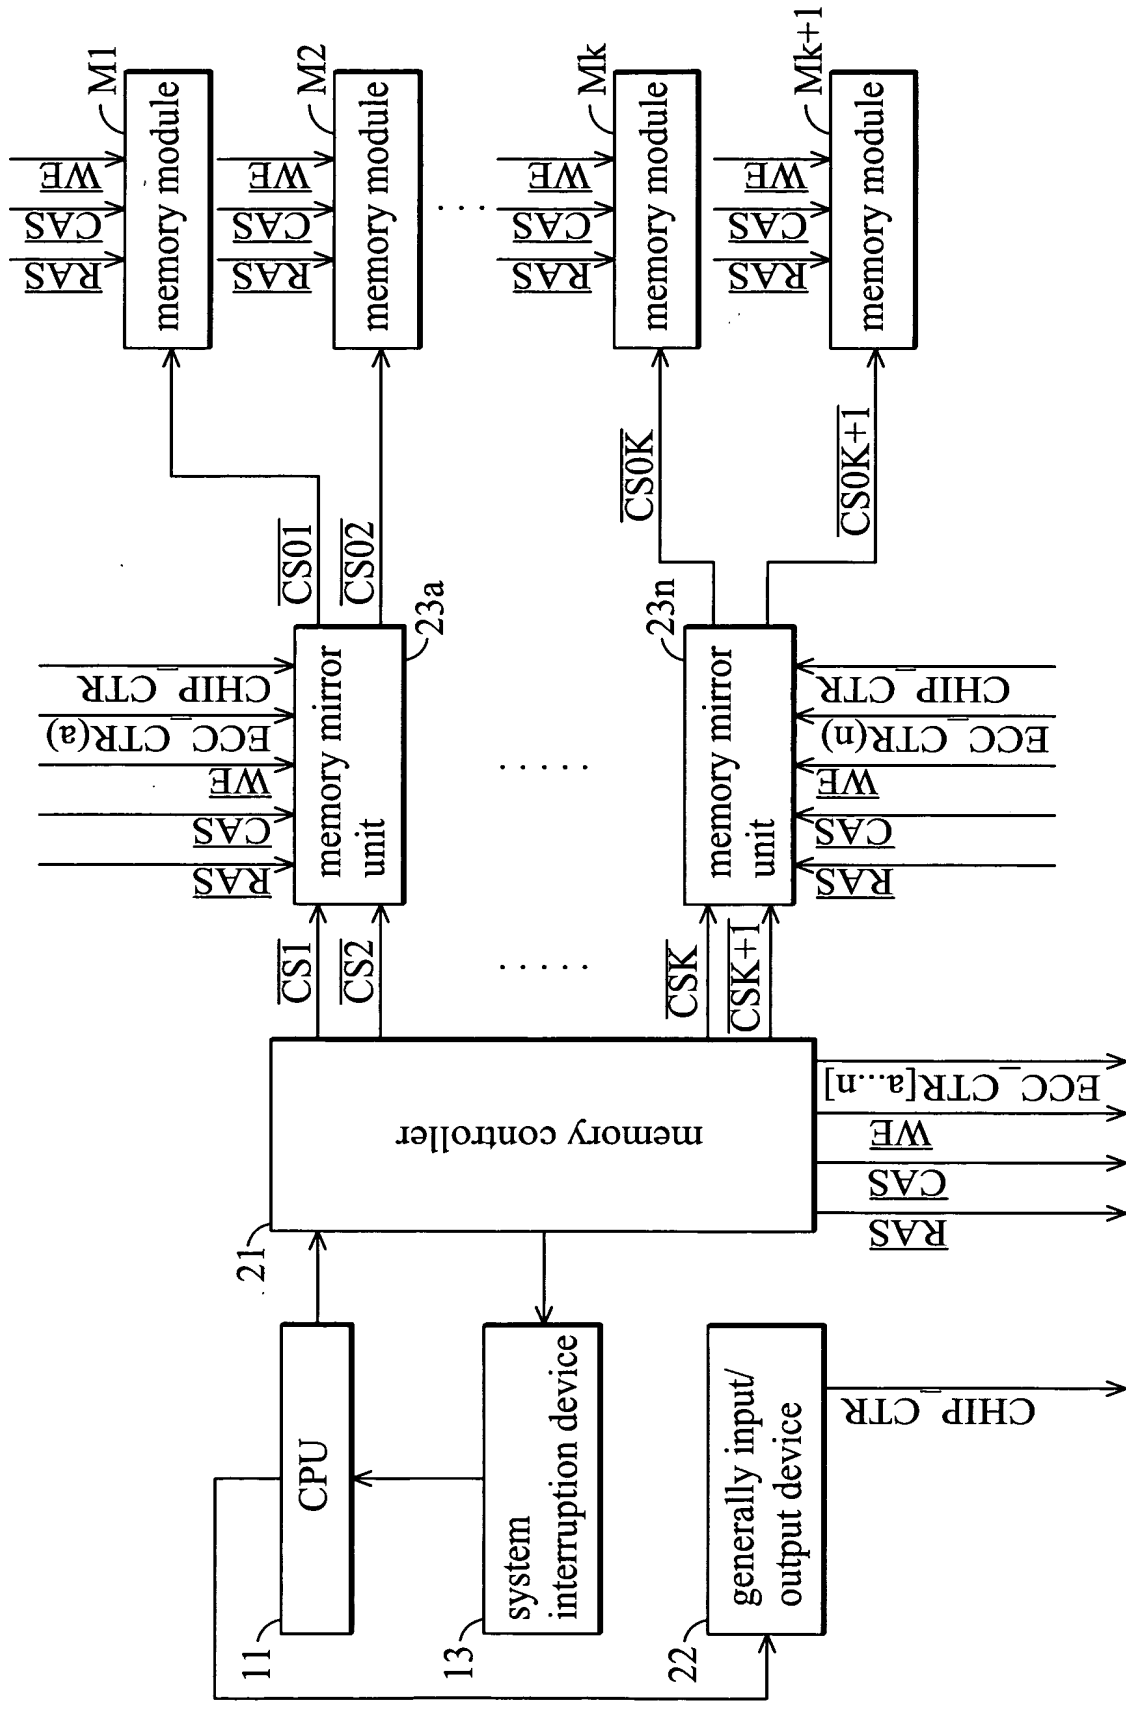 11
CPU
13
system
interruption device
22
generally input/
output device
CHIP_CTR
21
memory controller
RAS
CAS
WE
ECC_CTR[a...n]
CS1
CS2
.....
CSK
CSK+1
RAS
CAS
WE
ECC_CTR(a)
CHIP_CTR
memory mirror
unit
23a
.....
23n
memory mirror
unit
RAS
CAS
WE
ECC_CTR(n)
CHIP_CTR
CS01
CS02
CS0K
CS0K+1
RAS
CAS
WE
M1
memory module
RAS
CAS
WE
M2
memory module
....
RAS
CAS
WE
Mk
memory module
RAS
CAS
WE
Mk+1
memory module